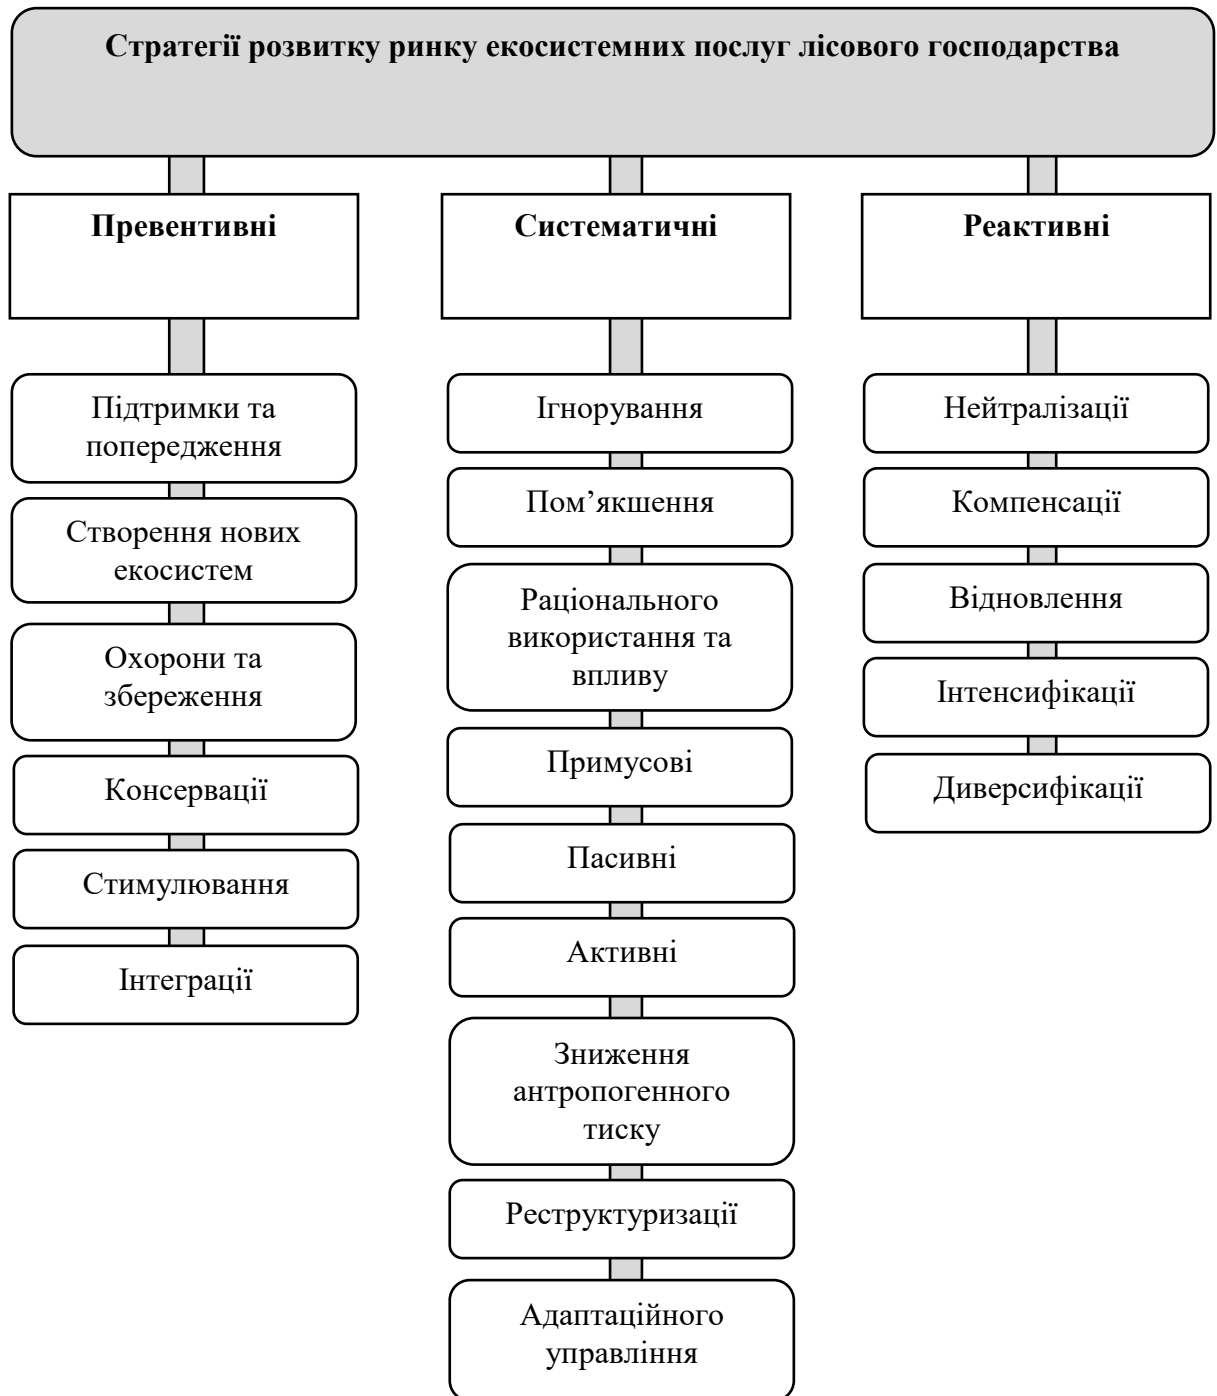 Стратегії розвитку ринку екосистемних послуг лісового господарства
Превентивні
Систематичні
Реактивні
Підтримки та
попередження
Створення нових
екосистем
Охорони та
збереження
Консервації
Стимулювання
Інтеграції
Ігнорування
Пом’якшення
Раціонального
використання та
впливу
Примусові
Пасивні
Активні
Зниження
антропогенного
тиску
Реструктуризації
Адаптаційного
управління
Нейтралізації
Компенсації
Відновлення
Інтенсифікації
Диверсифікації